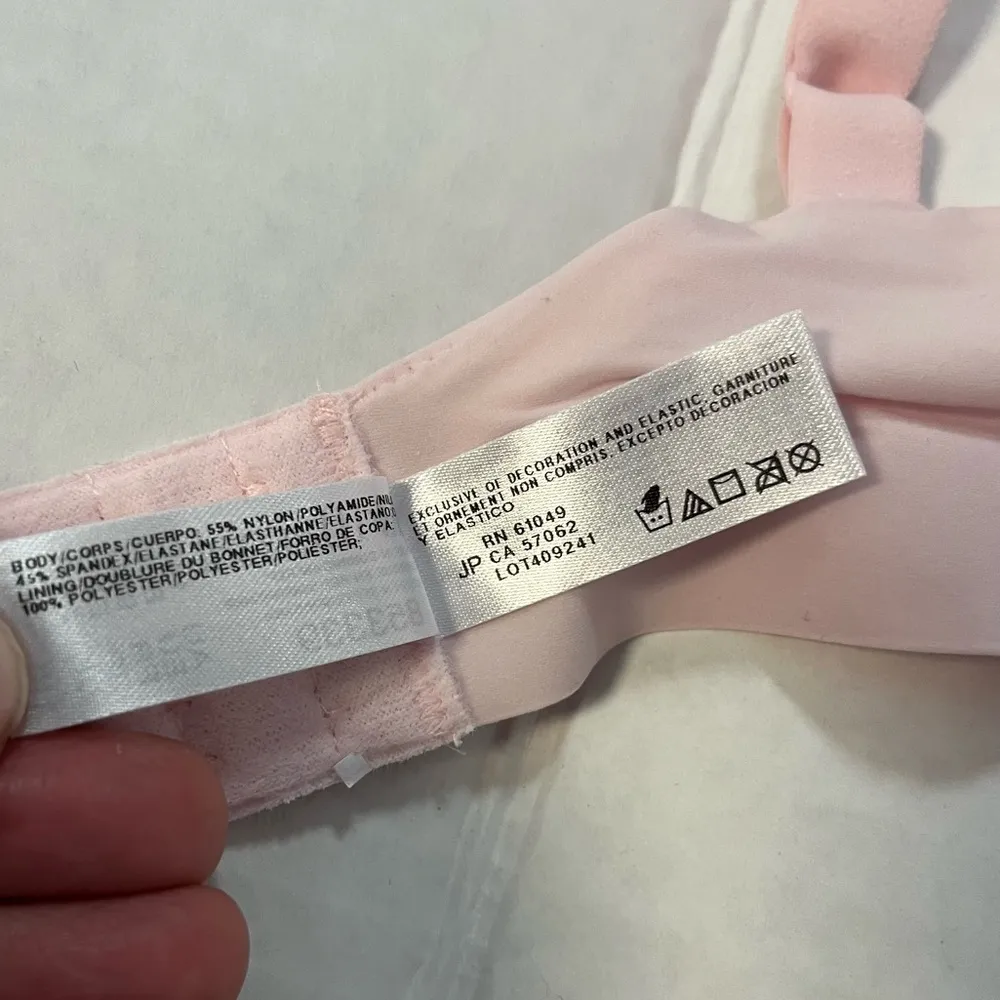 BODY/CORPS/CUERPO: 55% NYLON/POLYAMIDE/
45% SPANDEX/ELASTANE/ELASTHANNE/ELASTANO;
LINING/DOUBLURE DU BONNET/FORRO DE COPA:
100% POLYESTER/POLYESTER/POLIÉSTER;
EXCLUSIVE OF DECORATION AND ELASTIC, GARNITURE
ET ORNEMENT NON COMPRIS, EXCEPTO DECORACION
Y ELASTICO
RN 61049
JP CA 57062
LOT409241